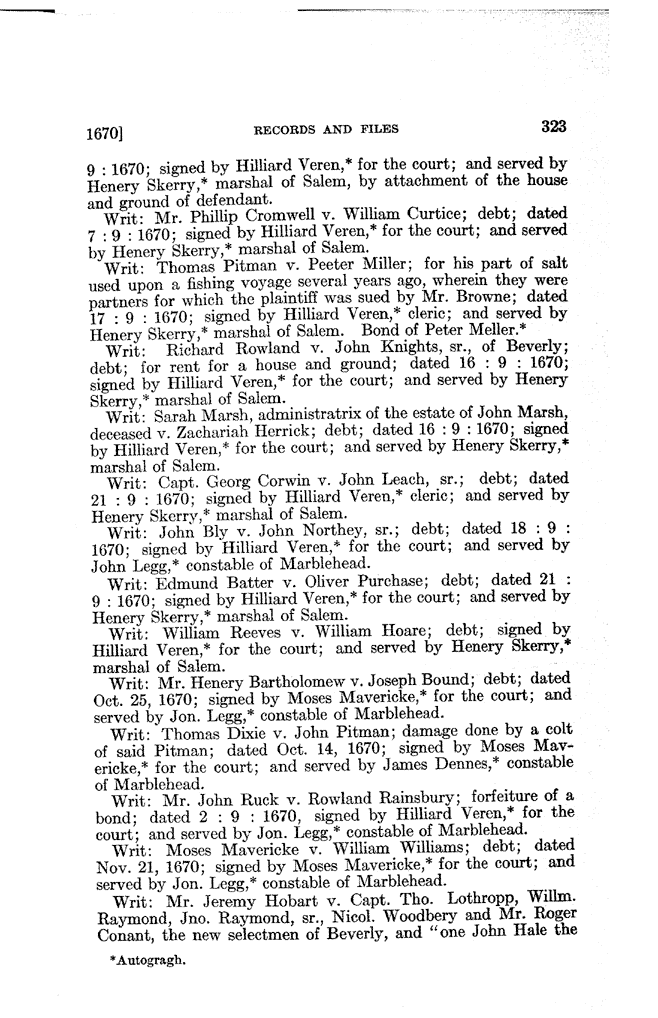 1670] RECORDS AND FILES 323
9 : 1670; signed by Hilliard Veren,* for the court; and served by
Henery Skerry,* marshal of Salem, by attachment of the house
and ground of defendant.
Writ: Mr. Phillip Cromwell v. William Curtice; debt; dated
7 : 9 : 1670; signed by Hilliard Veren,* for the court; and served
by Henery Skerry,* marshal of Salem.
Writ: Thomas Pitman v. Peeter Miller; for his part of salt
used upon a fishing voyage several years ago, wherein they were
partners for which the plaintiff was sued by Mr. Browne; dated
17 : 9 : 1670; signed by Hilliard Veren,* cleric; and served by
Henery Skerry,* marshal of Salem. Bond of Peter Meller.*
Writ: Richard Rowland v. John Knights, sr., of Beverly;
debt; for rent for a house and ground; dated 16 : 9 : 1670;
signed by Hilliard Veren,* for the court; and served by Henery
Skerry,* marshal of Salem.
Writ: Sarah Marsh, administratrix of the estate of John Marsh,
deceased v. Zachariah Herrick; debt; dated 16 : 9 : 1670; signed
by Hilliard Veren,* for the court; and served by Henery Skerry,*
marshal of Salem.
Writ: Capt. Georg Corwin v. John Leach, sr.; debt; dated
21 : 9 : 1670; signed by Hilliard Veren,* cleric; and served by
Henery Skerry,* marshal of Salem.
Writ: John Bly v. John Northey, sr.; debt; dated 18 : 9 :
1670; signed by Hilliard Veren,* for the court; and served by
John Legg,* constable of Marblehead.
Writ: Edmund Batter v. Oliver Purchase; debt; dated 21 :
9 : 1670; signed by Hilliard Veren,* for the court; and served by
Henery Skerry,* marshal of Salem.
Writ: William Reeves v. William Hoare; debt; signed by
Hilliard Veren,* for the court; and served by Henery Skerry,*
marshal of Salem.
Writ: Mr. Henery Bartholomew v. Joseph Bound; debt; dated
Oct. 25, 1670; signed by Moses Mavericke,* for the court; and
served by Jon. Legg,* constable of Marblehead.
Writ: Thomas Dixie v. John Pitman; damage done by a colt
of said Pitman; dated Oct. 14, 1670; signed by Moses Mav-
ericke,* for the court; and served by James Dennes,* constable
of Marblehead.
Writ: Mr. John Ruck v. Rowland Rainsbury; forfeiture of a
bond; dated 2 : 9 : 1670, signed by Hilliard Veren,* for the
court; and served by Jon. Legg,* constable of Marblehead.
Writ: Moses Mavericke v. William Williams; debt; dated
Nov. 21, 1670; signed by Moses Mavericke,* for the court; and
served by Jon. Legg,* constable of Marblehead.
Writ: Mr. Jeremy Hobart v. Capt. Tho. Lothropp, Willm.
Raymond, Jno. Raymond, sr., Nicol. Woodbery and Mr. Roger
Conant, the new selectmen of Beverly, and "one John Hale the
*Autogragh.